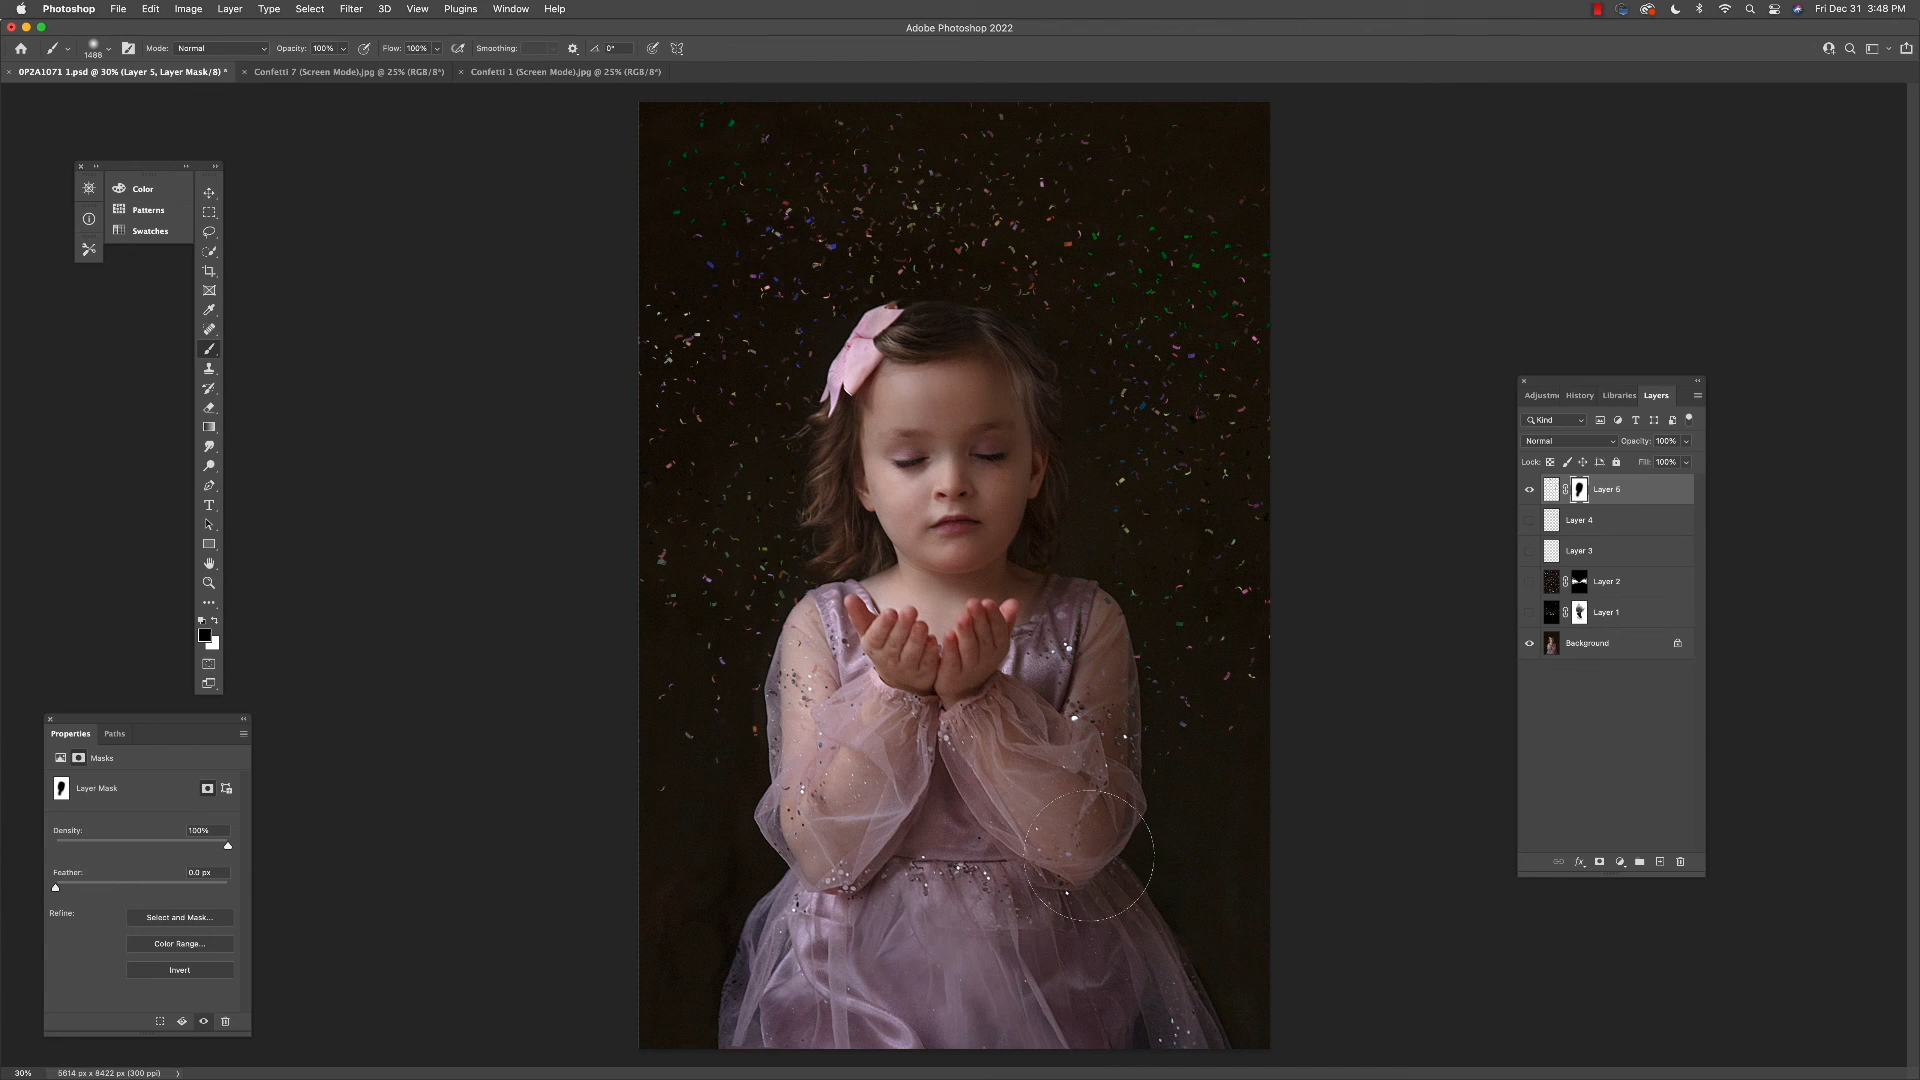 Photoshop File Edit Image Layer Type Select Filter 3D View Plugins Window Help Fri Dec 31 3:48 PM
Adobe Photoshop 2022
1486 Mode: Normal Opacity: 100% Flow: 100% Smoothing: 0°
0P2A1071 1.psd @ 30% (Layer 5, Layer Mask/8) * Confetti 7 (Screen Mode).jpg @ 25% (RGB/8*) Confetti 1 (Screen Mode).jpg @ 25% (RGB/8*)
Color
Patterns
Swatches
Adjustm History Libraries Layers
Kind
Normal Opacity: 100%
Lock: Fill: 100%
Layer 5
Layer 4
Layer 3
Layer 2
Layer 1
Background
Properties Paths
Masks
Layer Mask
Density: 100%
Feather: 0.0 px
Refine: Select and Mask...
Color Range...
Invert
30% 5614 px x 8422 px (300 ppi)